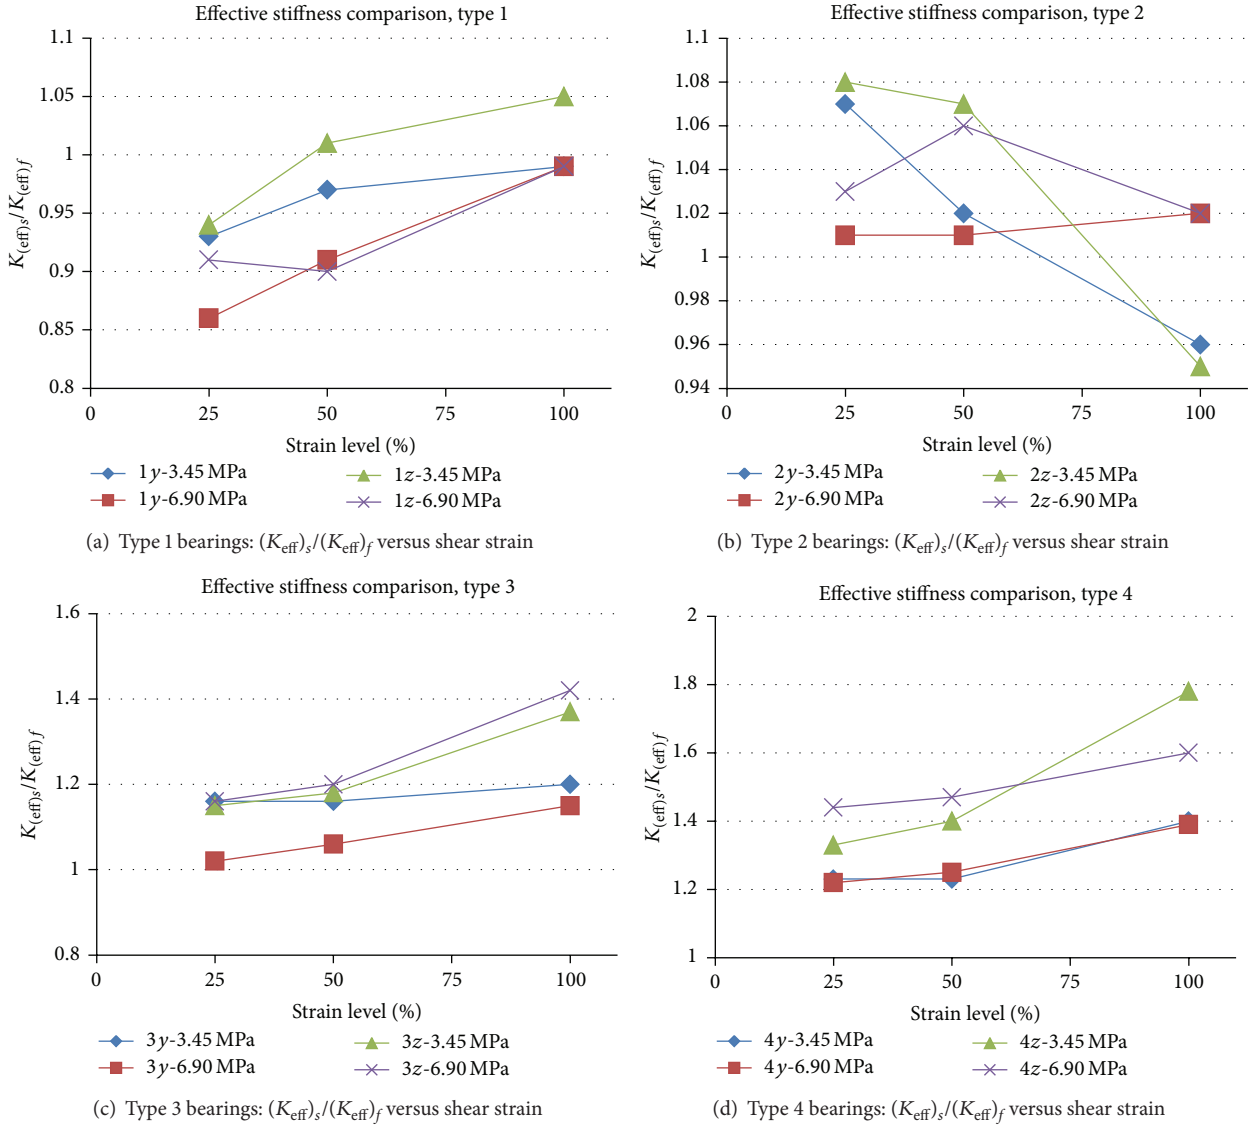 Effective stiffness comparison, type 1
K(eff)s/K(eff)f
1.1
1.05
1
0.95
0.9
0.85
0.8
0 25 50 75 100
Strain level (%)
1y-3.45 MPa 1z-3.45 MPa
1y-6.90 MPa 1z-6.90 MPa
(a) Type 1 bearings: (Keff)s/(Keff)f versus shear strain
Effective stiffness comparison, type 2
K(eff)s/K(eff)f
1.1
1.08
1.06
1.04
1.02
1
0.98
0.96
0.94
0 25 50 75 100
Strain level (%)
2y-3.45 MPa 2z-3.45 MPa
2y-6.90 MPa 2z-6.90 MPa
(b) Type 2 bearings: (Keff)s/(Keff)f versus shear strain
Effective stiffness comparison, type 3
K(eff)s/K(eff)f
1.6
1.4
1.2
1
0.8
0 25 50 75 100
Strain level (%)
3y-3.45 MPa 3z-3.45 MPa
3y-6.90 MPa 3z-6.90 MPa
(c) Type 3 bearings: (Keff)s/(Keff)f versus shear strain
Effective stiffness comparison, type 4
K(eff)s/K(eff)f
2
1.8
1.6
1.4
1.2
1
0 25 50 75 100
Strain level (%)
4y-3.45 MPa 4z-3.45 MPa
4y-6.90 MPa 4z-6.90 MPa
(d) Type 4 bearings: (Keff)s/(Keff)f versus shear strain